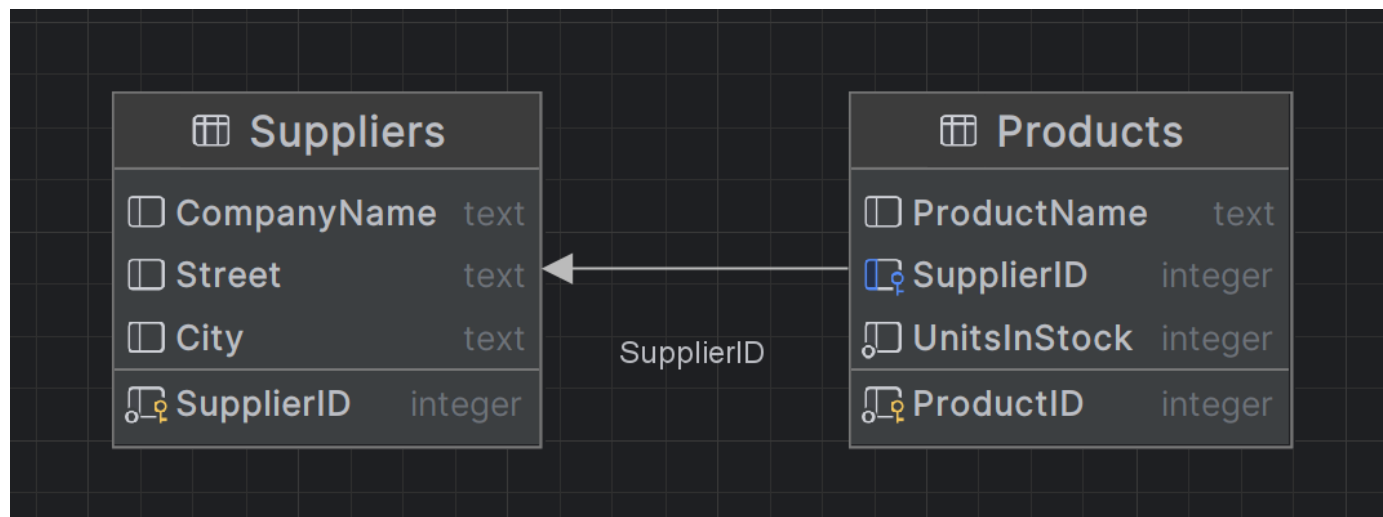 Suppliers
CompanyName text
Street text
City text
SupplierID integer
SupplierID
Products
ProductName text
SupplierID integer
UnitsInStock integer
ProductID integer